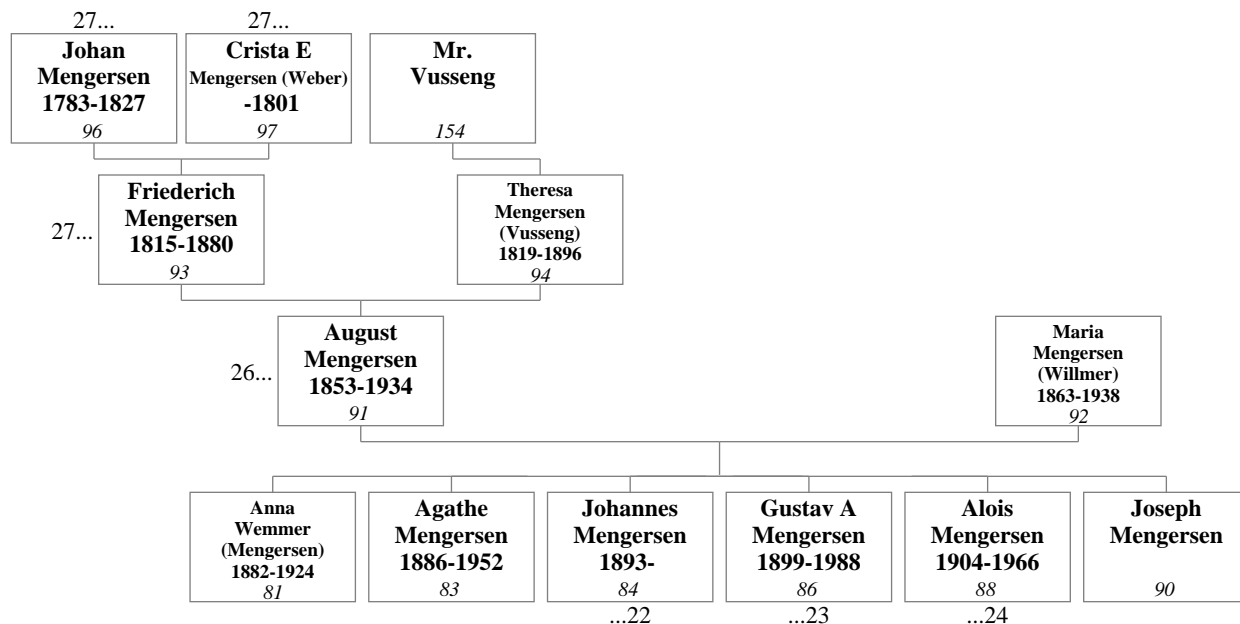 27...
27...
Johan
Mengersen
1783-1827
96
Crista E
Mengersen (Weber)
-1801
97
Mr.
Vusseng
154
27...
Friederich
Mengersen
1815-1880
93
Theresa
Mengersen
(Vusseng)
1819-1896
94
26...
August
Mengersen
1853-1934
91
Maria
Mengersen
(Willmer)
1863-1938
92
Anna
Wemmer
(Mengersen)
1882-1924
81
Agathe
Mengersen
1886-1952
83
Johannes
Mengersen
1893-
84
...22
Gustav A
Mengersen
1899-1988
86
...23
Alois
Mengersen
1904-1966
88
...24
Joseph
Mengersen
90